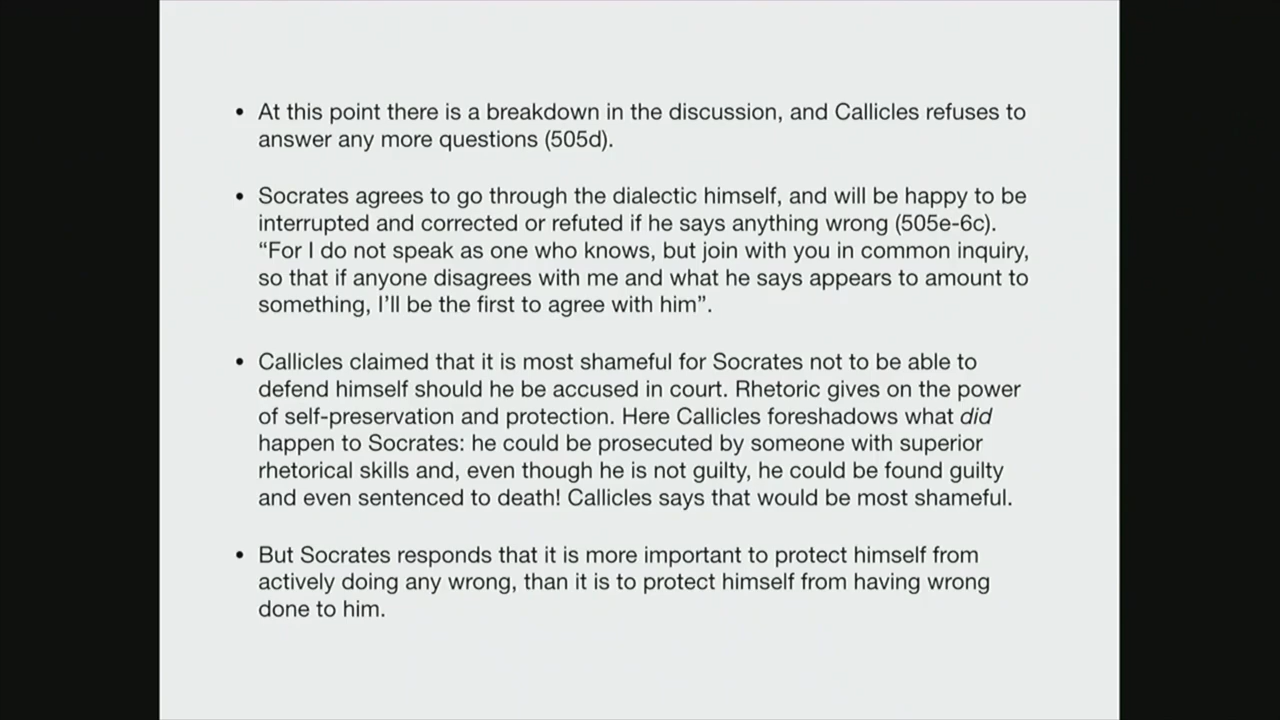 • At this point there is a breakdown in the discussion, and Callicles refuses to
answer any more questions (505d).
• Socrates agrees to go through the dialectic himself, and will be happy to be
interrupted and corrected or refuted if he says anything wrong (505e-6c).
“For I do not speak as one who knows, but join with you in common inquiry,
so that if anyone disagrees with me and what he says appears to amount to
something, I’ll be the first to agree with him”.
• Callicles claimed that it is most shameful for Socrates not to be able to
defend himself should he be accused in court. Rhetoric gives on the power
of self-preservation and protection. Here Callicles foreshadows what did
happen to Socrates: he could be prosecuted by someone with superior
rhetorical skills and, even though he is not guilty, he could be found guilty
and even sentenced to death! Callicles says that would be most shameful.
• But Socrates responds that it is more important to protect himself from
actively doing any wrong, than it is to protect himself from having wrong
done to him.